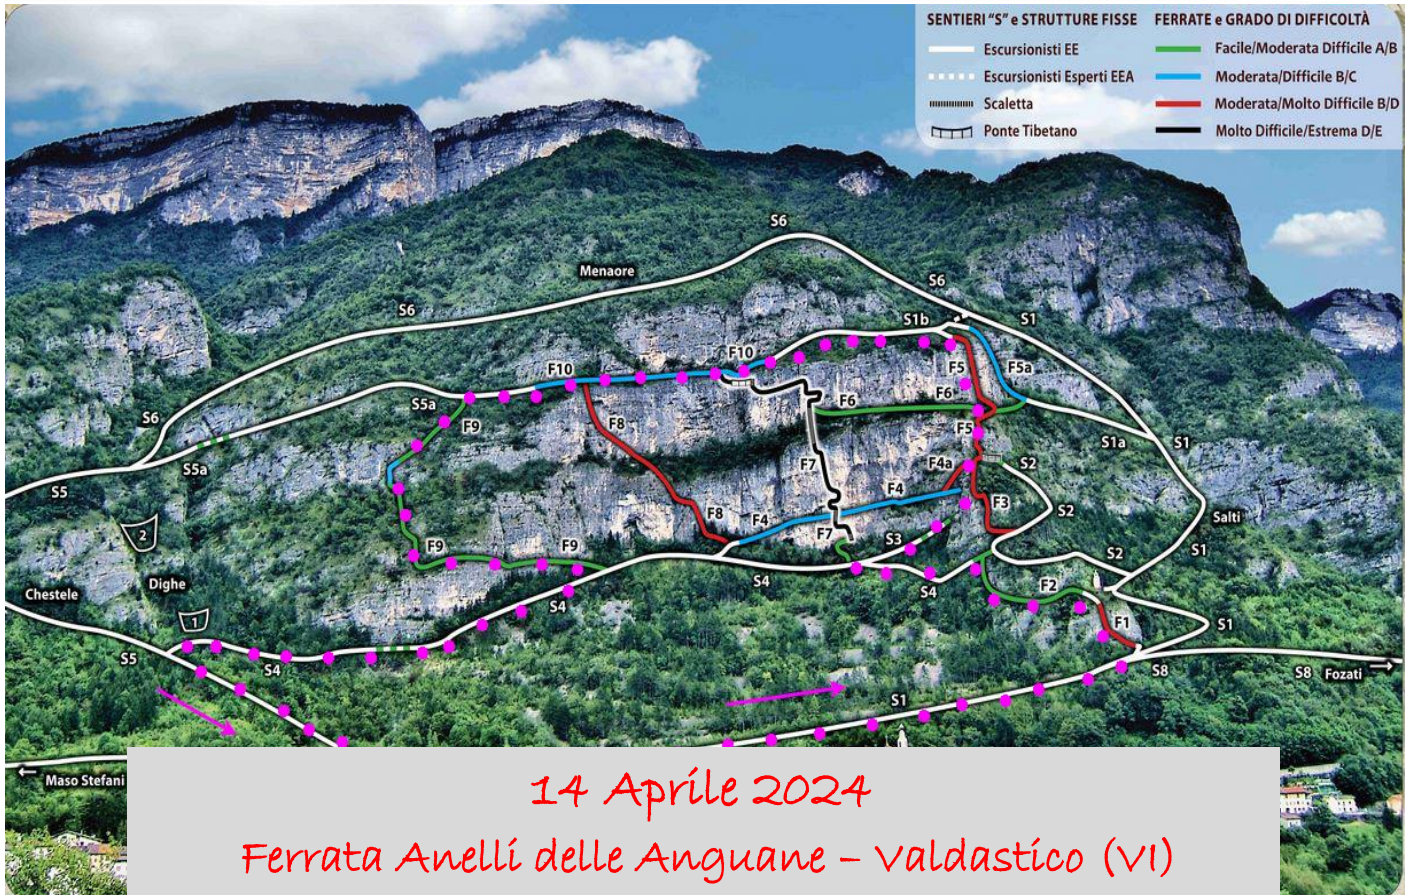 SENTIERI “S” e STRUTTURE FISSE
Escursionisti EE
Escursionisti Esperti EEA
Scaletta
Ponte Tibetano
FERRATE e GRADO DI DIFFICOLTÀ
Facile/Moderata Difficile A/B
Moderata/Difficile B/C
Moderata/Molto Difficile B/D
Molto Difficile/Estrema D/E
S6
Menaore
S6
S6
S1
S1b
F10
F10
F5
F5a
S6
S5a
F9
F8
F6
F6
F5
S1a
S1
S5a
S5
F7
F4a
S2
F4
F3
S2
Salti
2
F8
F4
F7
S3
S1
F9
F9
S2
S4
S4
S4
F2
Dighe
Chestele
1
F1
S1
S5
S4
S8
S8
Fozati
S1
Maso Stefani
14 Aprile 2024
Ferrata Anelli delle Anguane – Valdastico (VI)